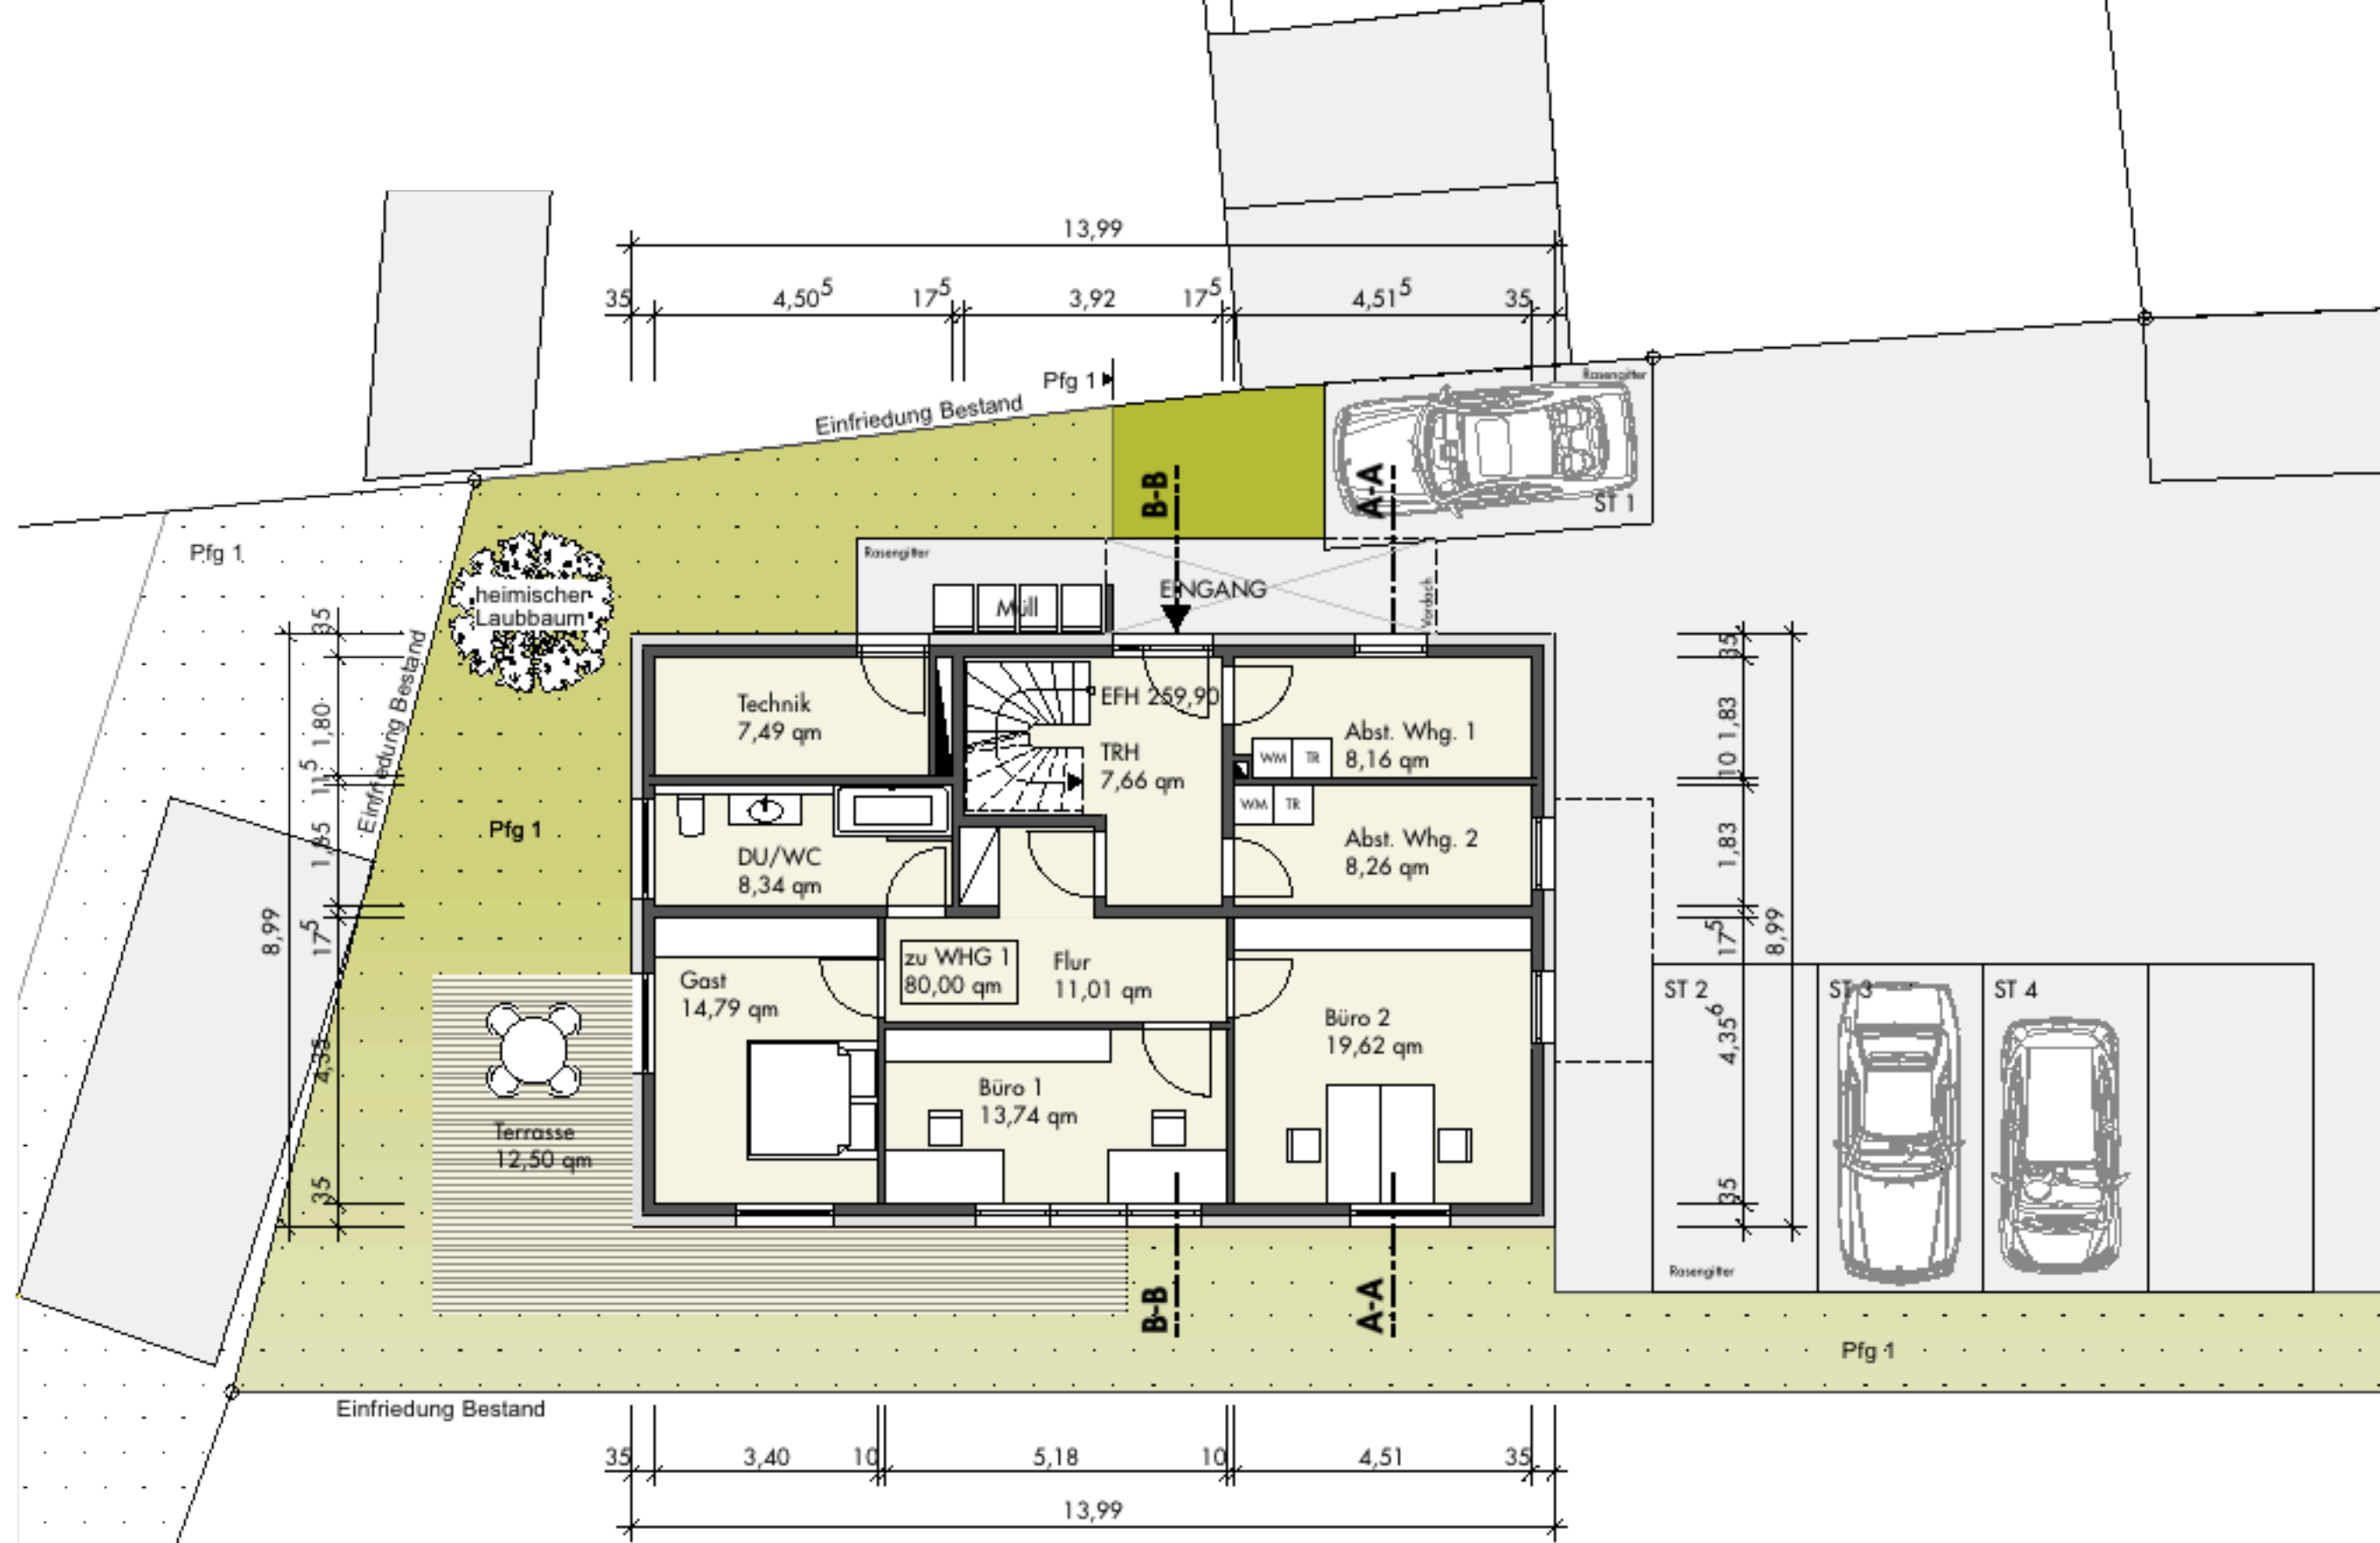 13,99
35
4,50⁵
17⁵
3,92
17⁵
4,51⁵
35
Pfg 1
Einfriedung Bestand
Rosengitter
ST 1
B-B
A-A
Pfg 1
heimischer
Laubbaum
Rosengitter
Müll
EINGANG
Vordach
Einfriedung Bestand
35
1,80
11⁵
1,85
17⁵
4,35
35
8,99
Technik
7,49 qm
EFH 259,90
TRH
7,66 qm
Abst. Whg. 1
8,16 qm
WM
TR
WM
TR
Abst. Whg. 2
8,26 qm
Pfg 1
DU/WC
8,34 qm
35
1,83
10
1,83
17⁵
4,35⁶
35
8,99
Gast
14,79 qm
zu WHG 1
80,00 qm
Flur
11,01 qm
Büro 2
19,62 qm
Büro 1
13,74 qm
Terrasse
12,50 qm
ST 2
ST 3
ST 4
Rosengitter
B-B
A-A
Pfg 1
Einfriedung Bestand
35
3,40
10
5,18
10
4,51
35
13,99